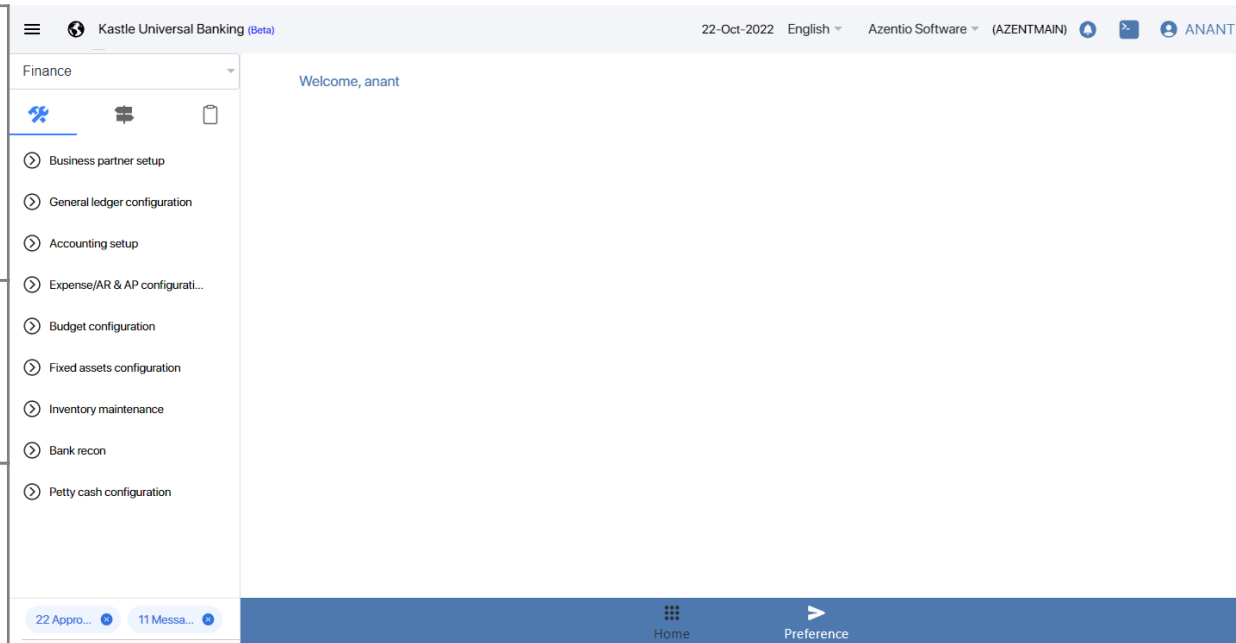 Kastle Universal Banking (Beta)
22-Oct-2022 English Azentio Software (AZENTMAIN) ANANT
Finance
Welcome, anant
Business partner setup
General ledger configuration
Accounting setup
Expense/AR & AP configurati...
Budget configuration
Fixed assets configuration
Inventory maintenance
Bank recon
Petty cash configuration
22 Appro... 11 Messa...
Home Preference